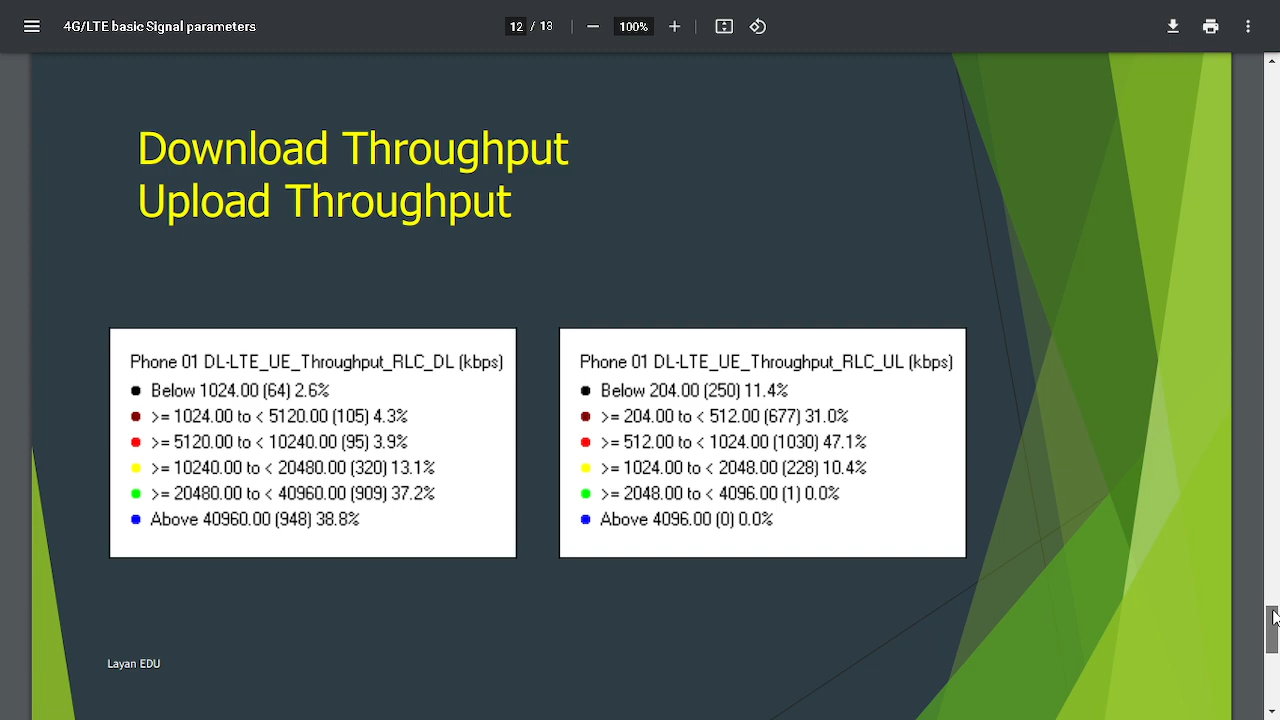 4G/LTE basic Signal parameters
12 / 18
100%
Download Throughput
Upload Throughput
Phone 01 DL-LTE_UE_Throughput_RLC_DL (kbps)
Below 1024.00 (64) 2.6%
>= 1024.00 to < 5120.00 (105) 4.3%
>= 5120.00 to < 10240.00 (95) 3.9%
>= 10240.00 to < 20480.00 (320) 13.1%
>= 20480.00 to < 40960.00 (909) 37.2%
Above 40960.00 (948) 38.8%
Phone 01 DL-LTE_UE_Throughput_RLC_UL (kbps)
Below 204.00 (250) 11.4%
>= 204.00 to < 512.00 (677) 31.0%
>= 512.00 to < 1024.00 (1030) 47.1%
>= 1024.00 to < 2048.00 (228) 10.4%
>= 2048.00 to < 4096.00 (1) 0.0%
Above 4096.00 (0) 0.0%
Layan EDU